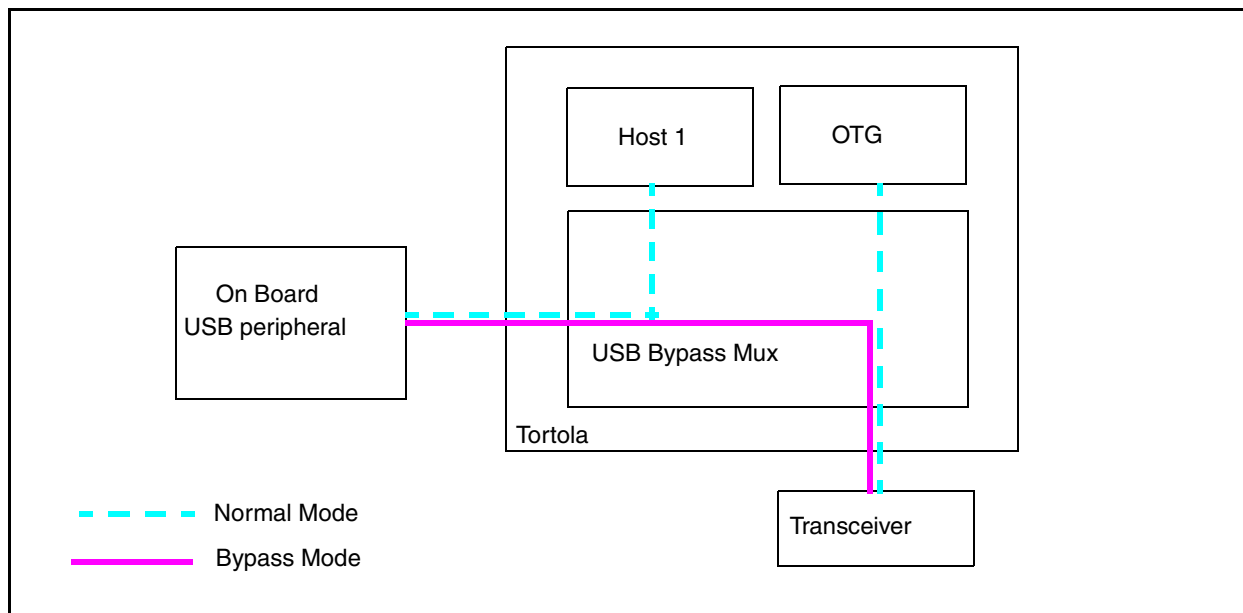 Host 1
OTG
On Board
USB peripheral
USB Bypass Mux
Tortola
Transceiver
Normal Mode
Bypass Mode